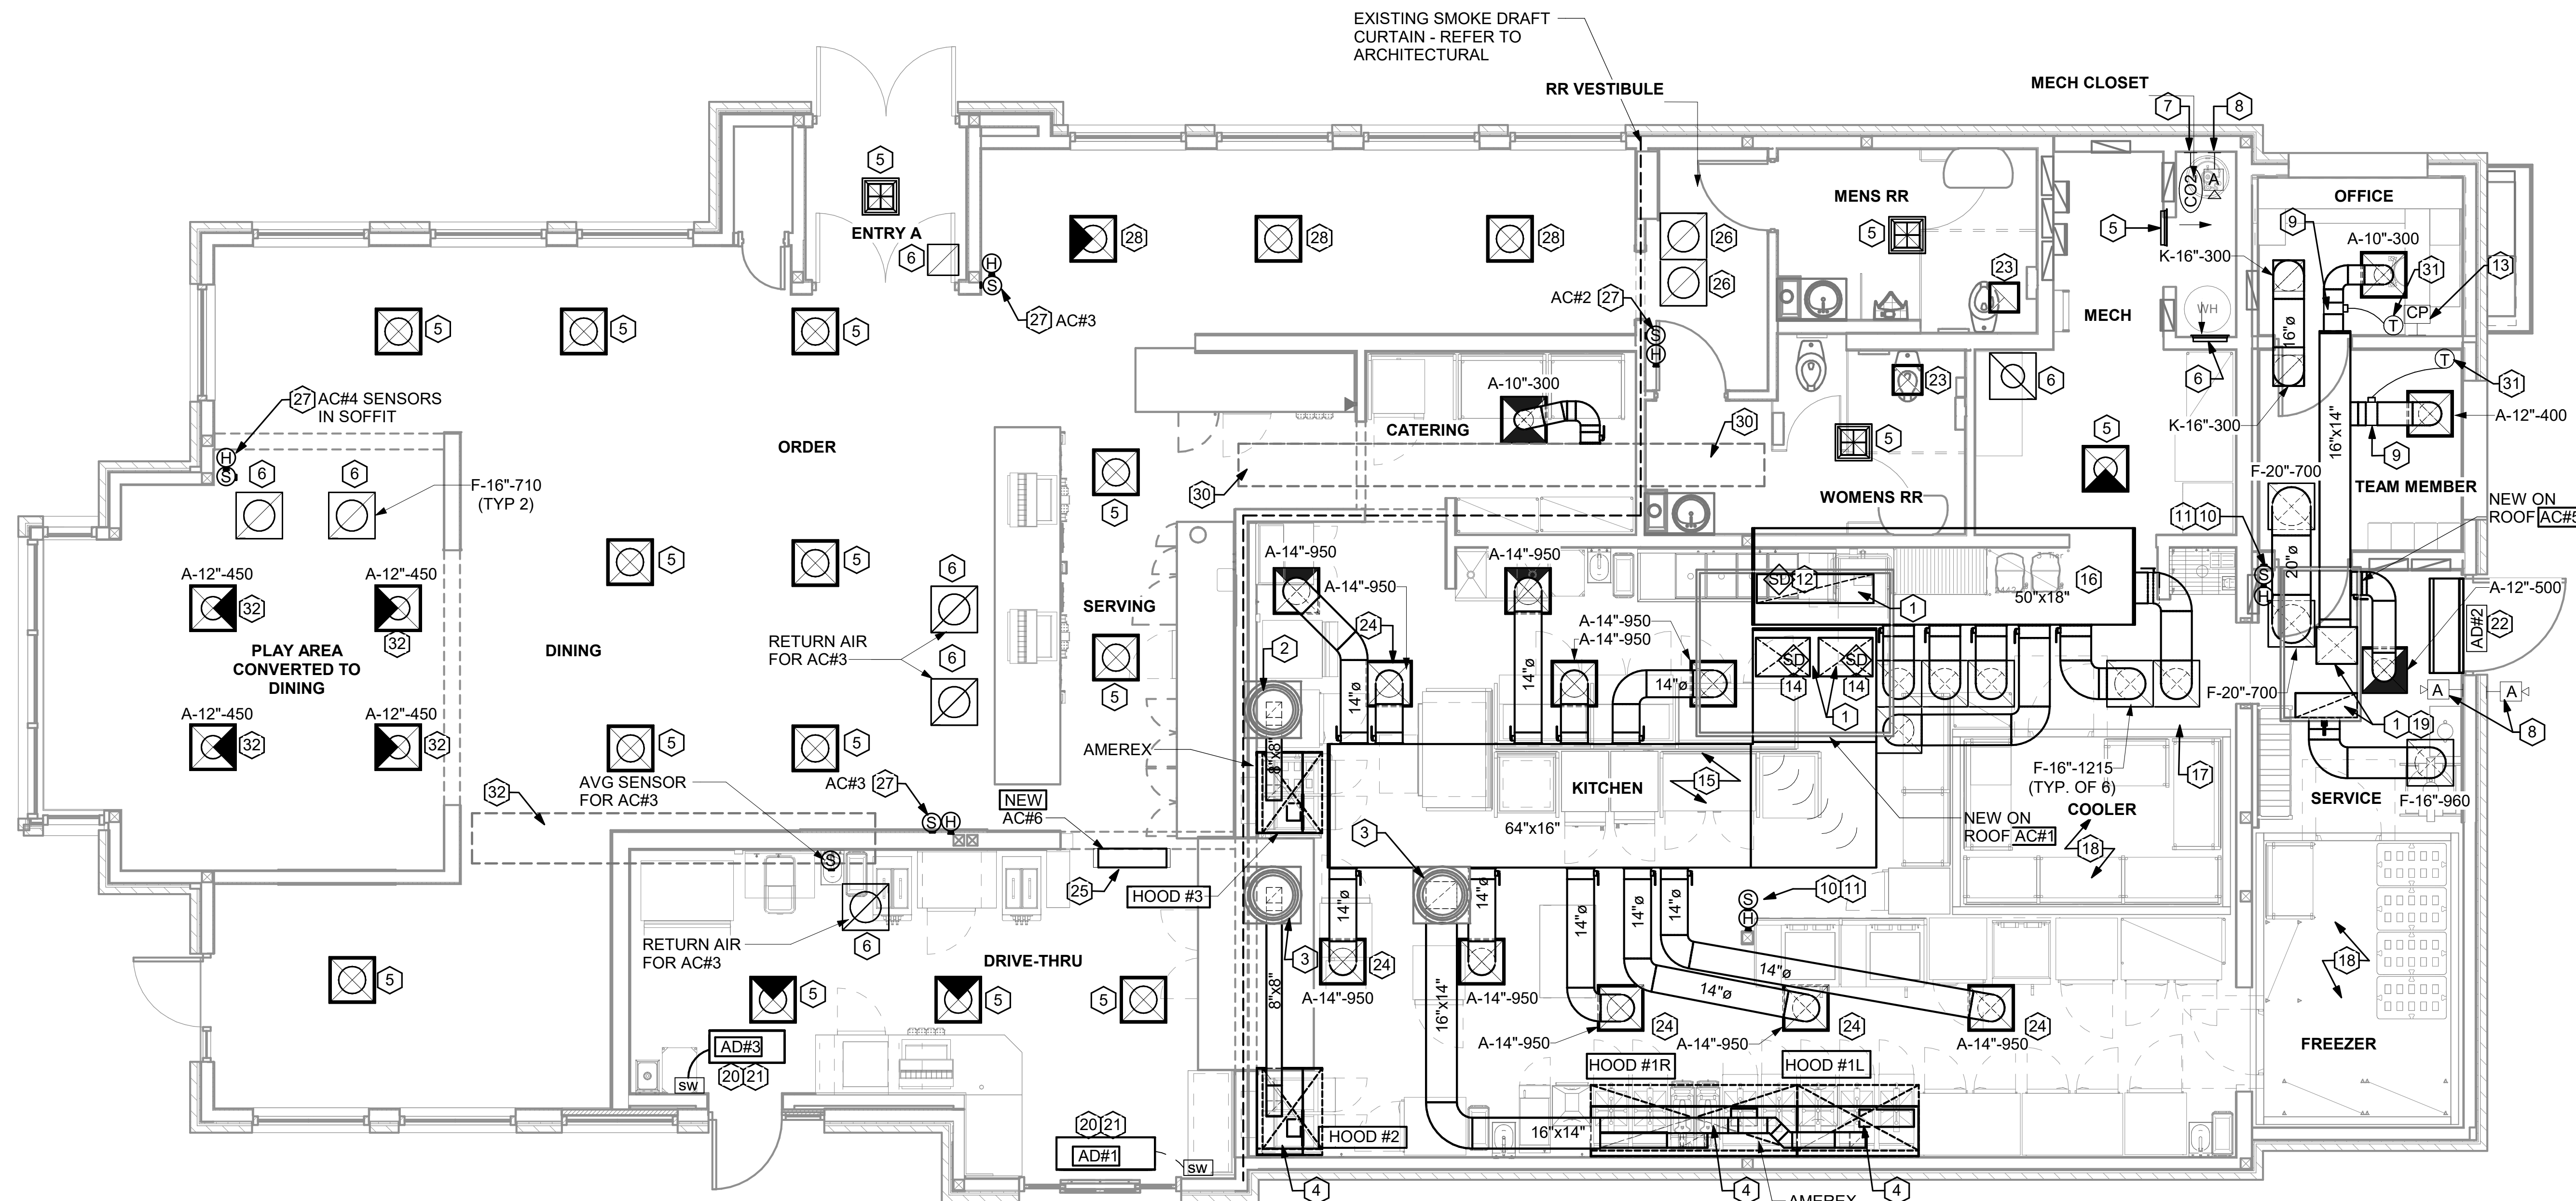 EXISTING SMOKE DRAFT
CURTAIN - REFER TO
ARCHITECTURAL
RR VESTIBULE
MECH CLOSET
7
8
5
ENTRY A
6
28
28
28
26
26
MENS RR
5
23
5
CO2
A
OFFICE
9
A-10"-300
K-16"-300
31
13
H
S
27 AC#3
AC#2 27
S
H
MECH
WH
16"ø
CP
T
5
5
5
A-10"-300
23
6
6
T
31
27 AC#4 SENSORS
IN SOFFIT
CATERING
ORDER
30
5
5
K-16"-300
16"x14"
A-12"-400
9
H
S
6
6
F-16"-710
(TYP 2)
5
30
WOMENS RR
F-20"-700
TEAM MEMBER
NEW ON
ROOF AC#5
11 10
A-14"-950
A-14"-950
A-14"-950
SD 12
1
16
50"x18"
S
H
20"ø
A-12"-500
AD#2
22
A-12"-450
A-12"-450
32
32
5
5
6
SERVING
RETURN AIR
FOR AC#3
6
5
PLAY AREA
CONVERTED TO
DINING
DINING
24
2
A-14"-950
A-14"-950
14"ø
14"ø
14"ø
SD
SD
14
14
1
F-20"-700
A
A
1 19
8
A-12"-450
A-12"-450
32
32
5
5
AMEREX
8"x8"
KITCHEN
15
64"x16"
F-16"-1215
(TYP. OF 6)
COOLER
17
SERVICE
F-16"-960
32
AVG SENSOR
FOR AC#3
AC#3 27
S H
NEW
AC#6
NEW ON
ROOF AC#1
18
3
S
25
HOOD #3
RETURN AIR
FOR AC#3
6
DRIVE-THRU
3
14"ø
14"ø
14"ø
14"ø
14"ø
S
H
10 11
18
5
5
5
5
8"x8"
24
A-14"-950
A-14"-950
16"x14"
14"ø
14"ø
A-14"-950
24
A-14"-950
24
A-14"-950
24
FREEZER
AD#3
20 21
SW
HOOD #1R
HOOD #1L
20 21
AD#1
SW
HOOD #2
16"x14"
4
4
4
AMEREX